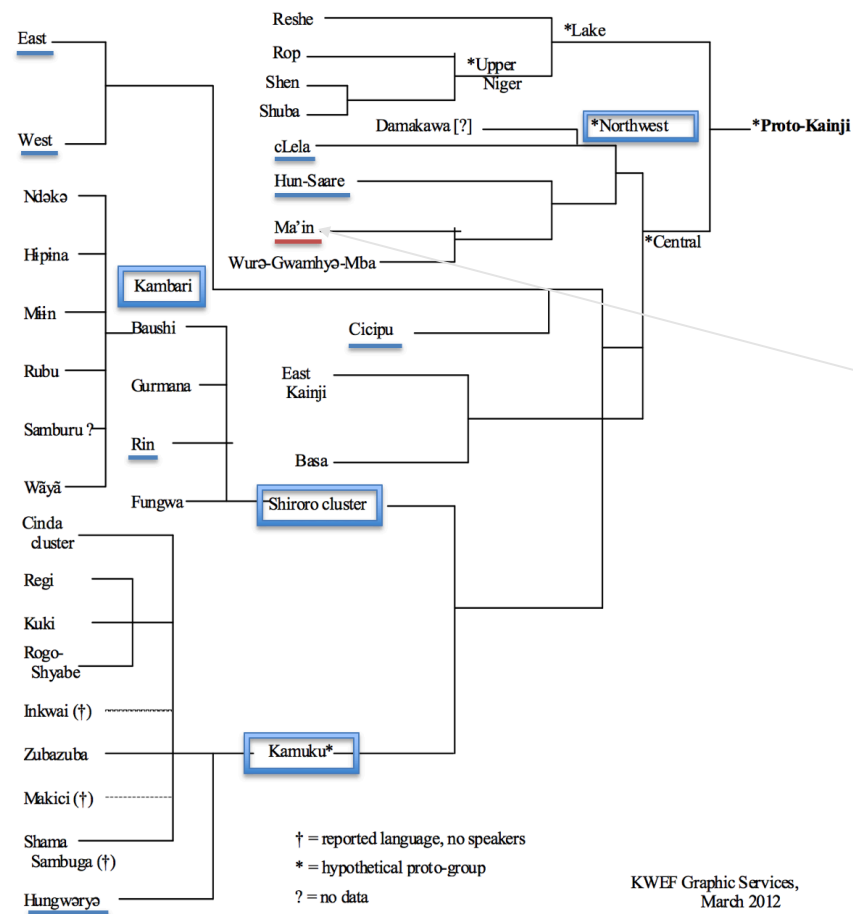 Reshe
*Lake
East
Rop
*Upper
Niger
Shen
Shuba
Damakawa [?]
*Northwest
*Proto-Kainji
West
cLela
Hun-Saare
Ndəkə
Ma'in
*Central
Hɨpɨna
Wurə-Gwamhyə-Mba
Kambari
Mɨɨn
Baushi
Cicipu
Rubu
East
Kainji
Gurmana
Samburu ?
Rin
Basa
Wãyã
Fungwa
Shiroro cluster
Cinda
cluster
Regi
Kuki
Rogo-
Shyabe
Inkwai (†)
Zubazuba
Kamuku*
Makici (†)
Shama
Sambuga (†)
Hungwəryə
† = reported language, no speakers
* = hypothetical proto-group
? = no data
KWEF Graphic Services,
March 2012